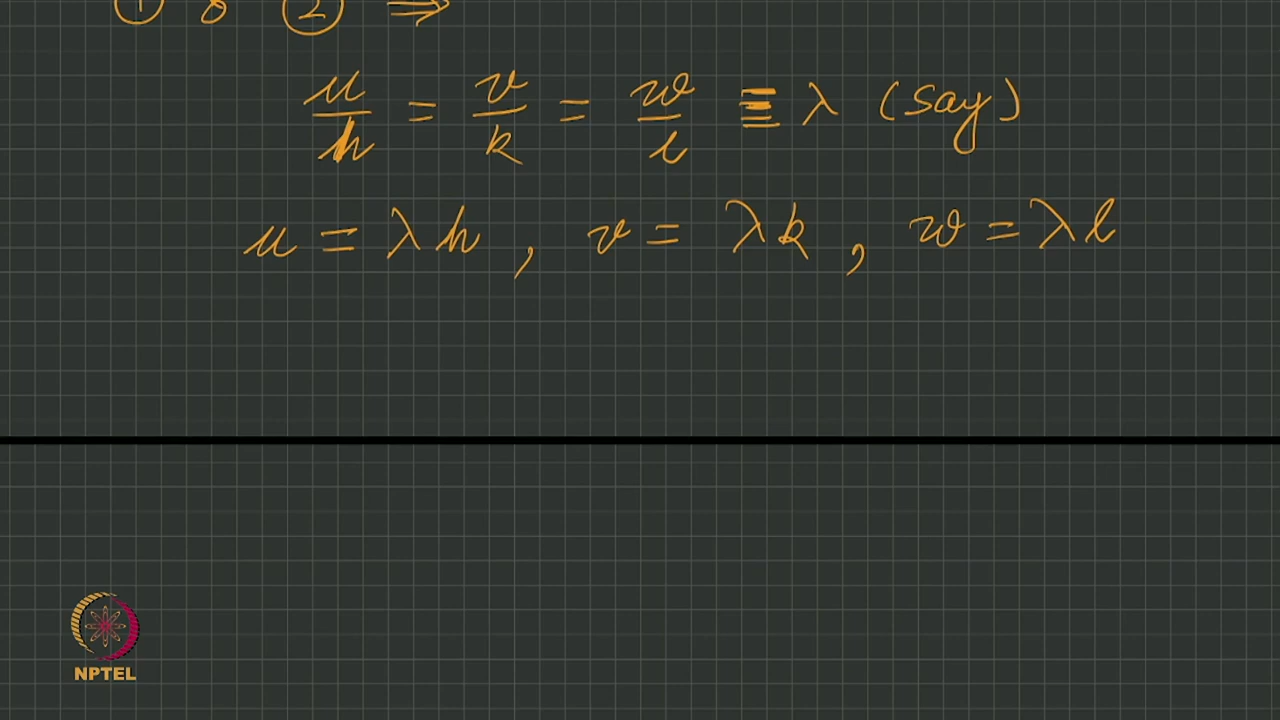 ① & ② ⇒
u/h = v/k = w/l ≡ λ (say)
u = λh , v = λk , w = λl
NPTEL